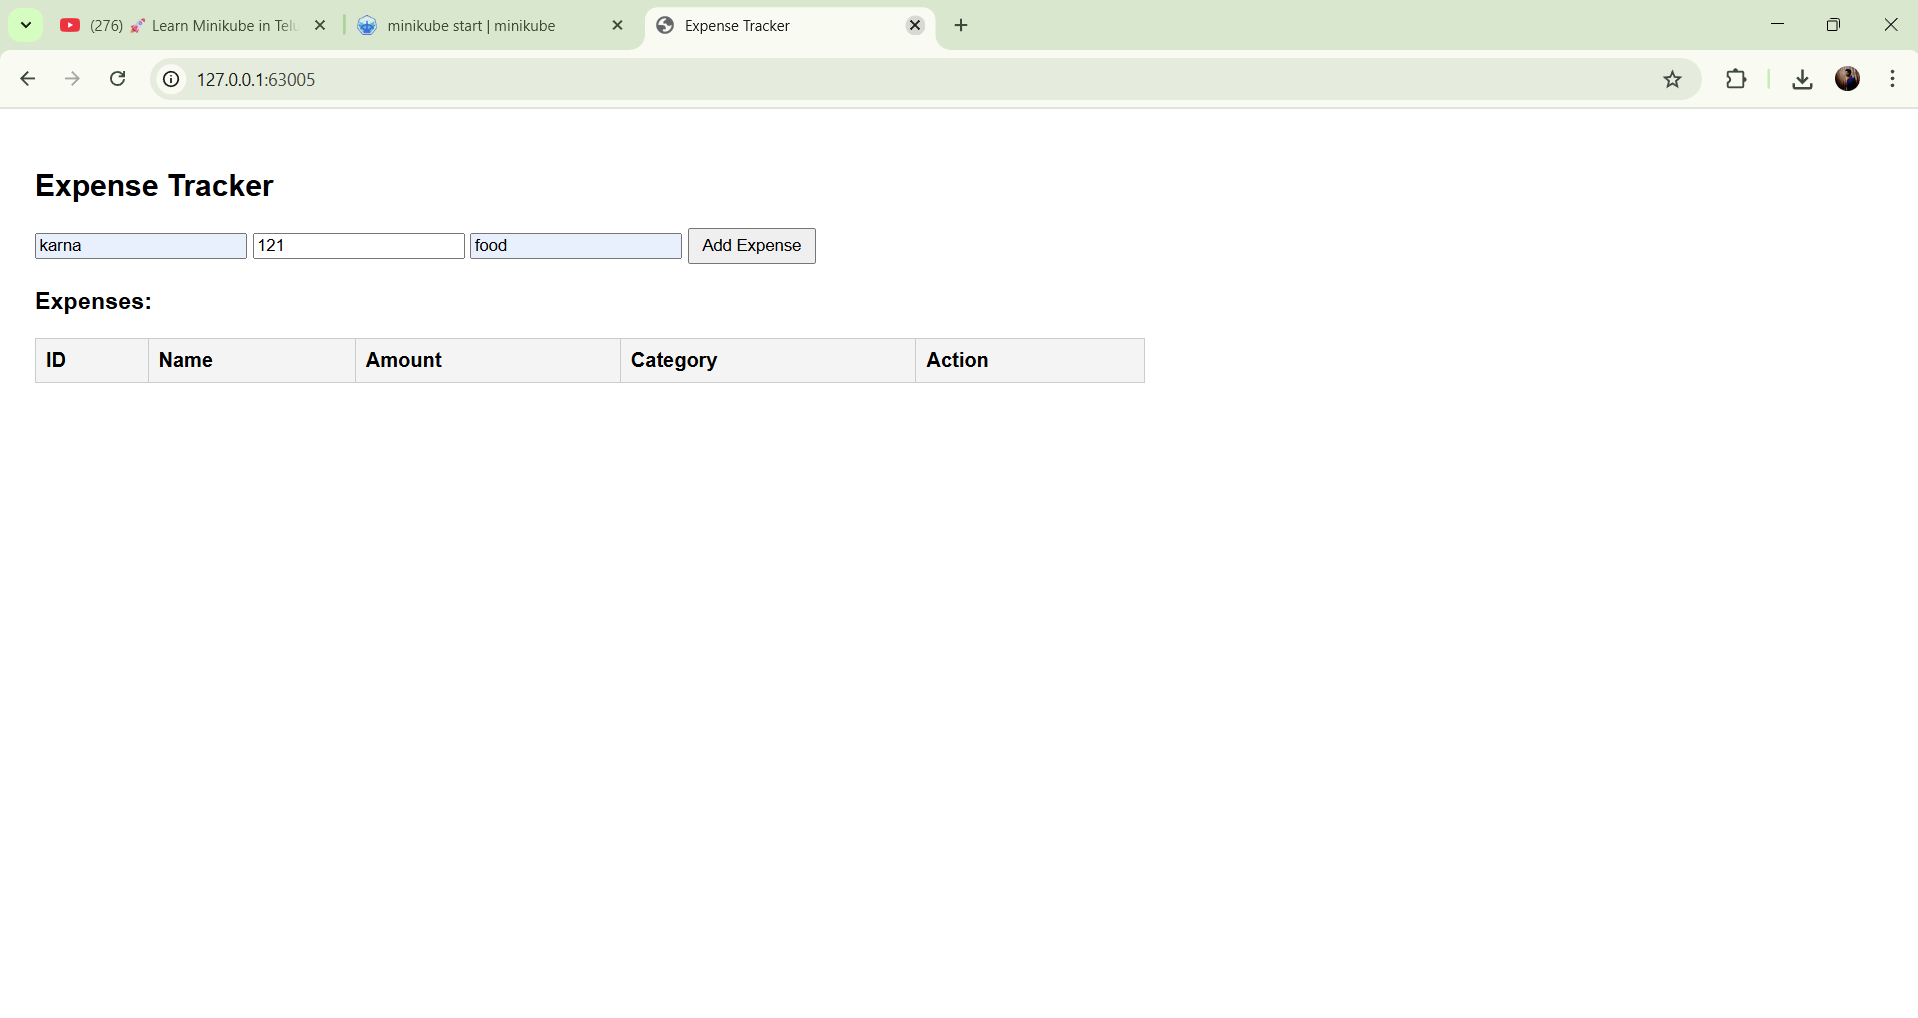 (276) 🚀 Learn Minikube in Telu
minikube start | minikube
Expense Tracker
127.0.0.1:63005
Expense Tracker
karna 121 food Add Expense
Expenses:
ID Name Amount Category Action